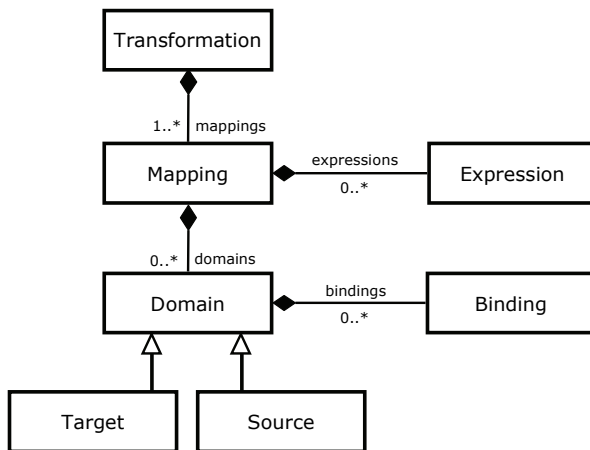 Transformation
1..* mappings
Mapping
expressions
0..*
Expression
0..* domains
Domain
bindings
0..*
Binding
Target
Source